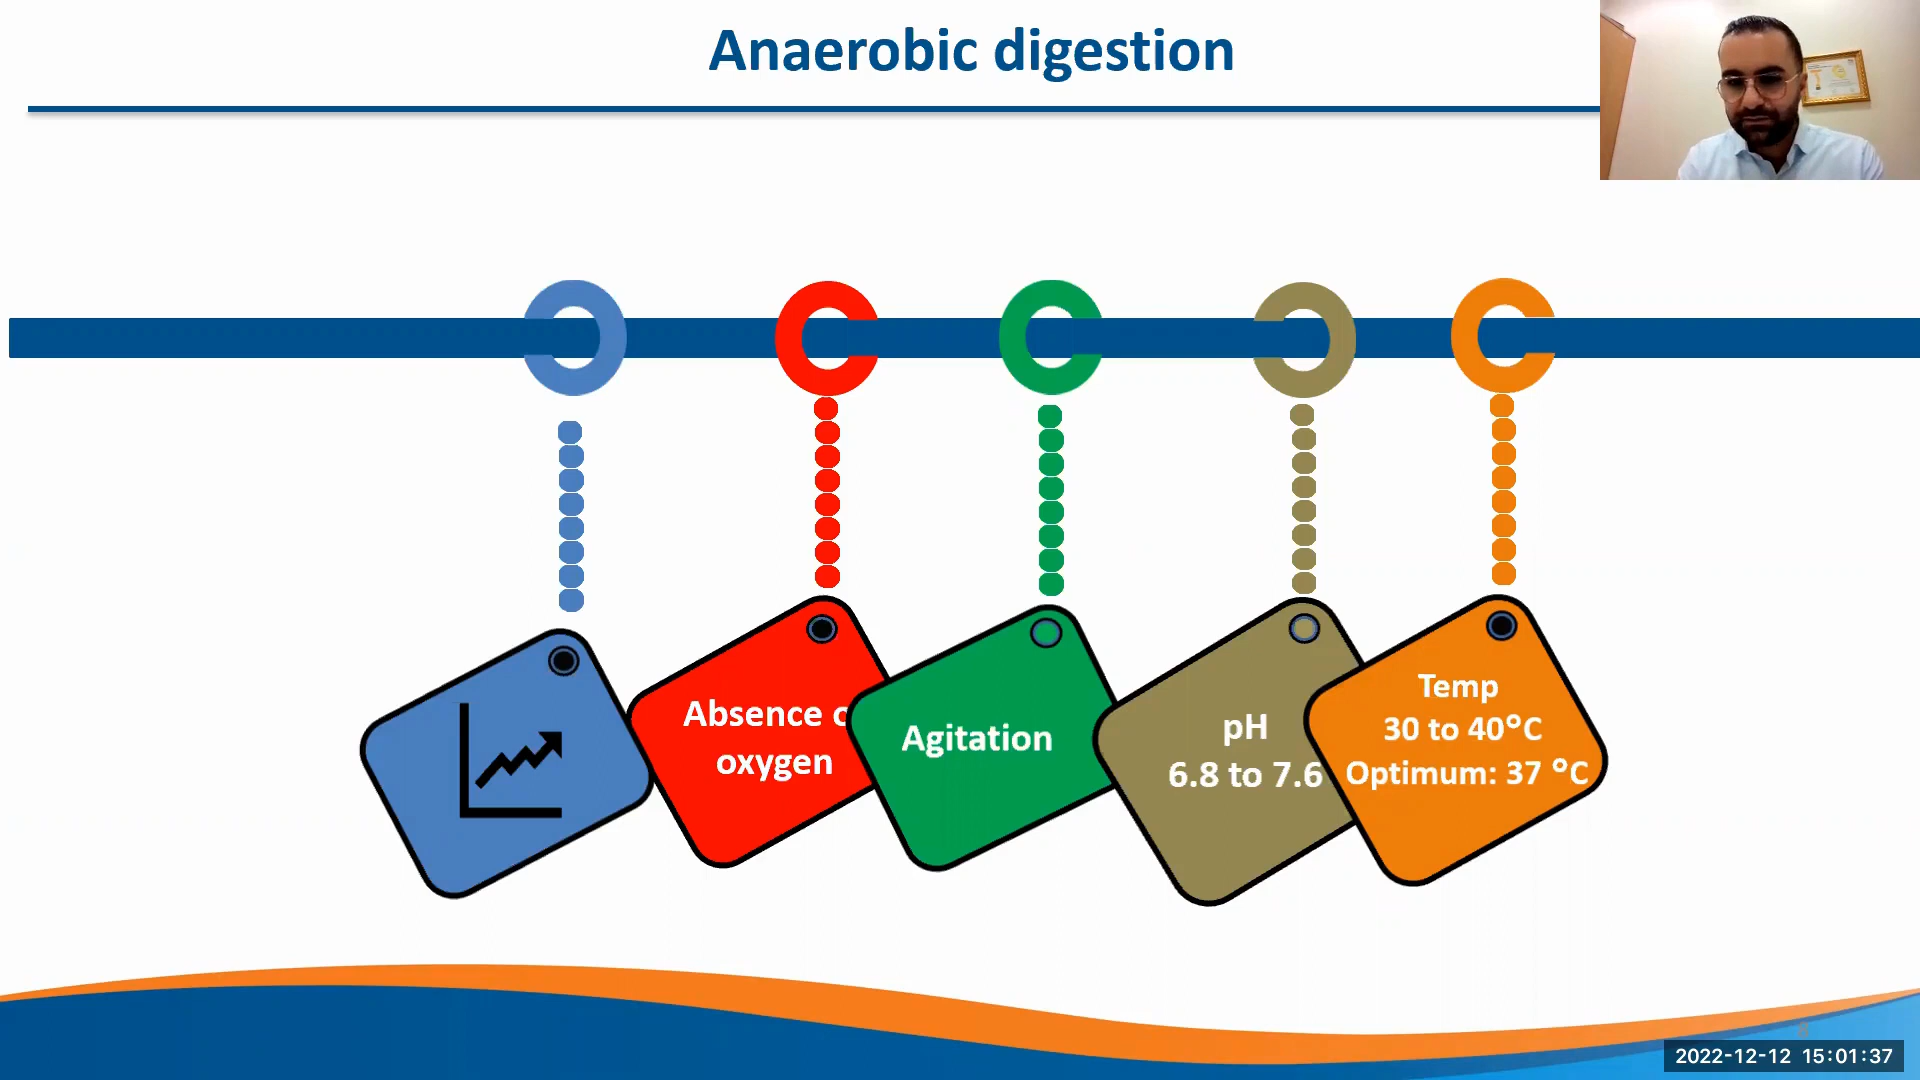 Anaerobic digestion
Absence o
oxygen
Agitation
pH
6.8 to 7.6
Temp
30 to 40°C
Optimum: 37 °C
2022-12-12 15:01:37